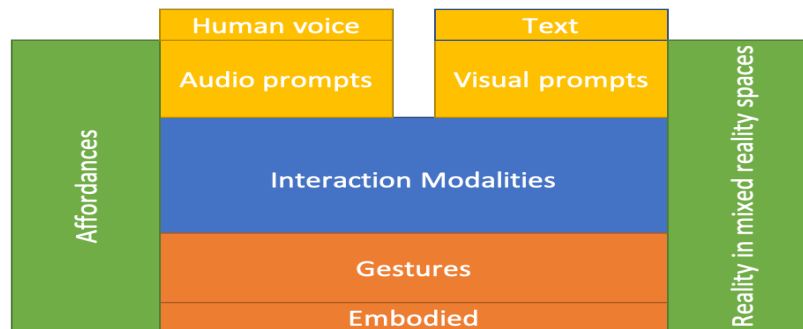 Human voice
Text
Audio prompts
Visual prompts
Affordances
Interaction Modalities
Reality in mixed reality spaces
Gestures
Embodied